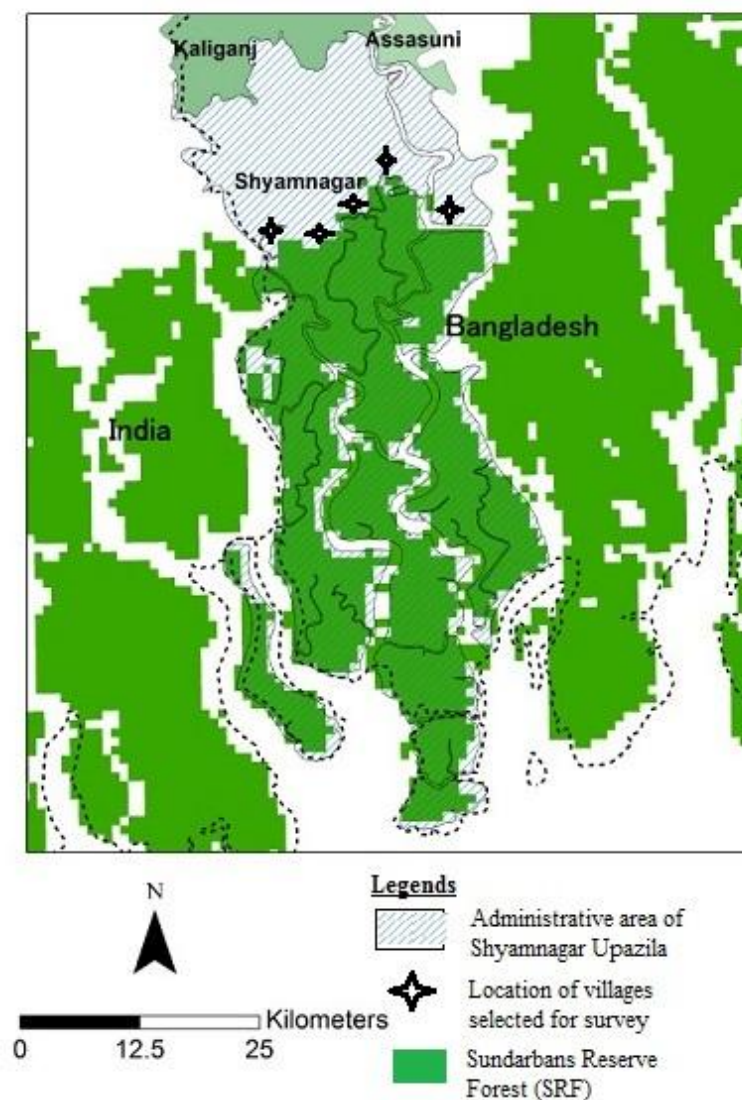 Kaliganj
Assasuni
Shyamnagar
Bangladesh
India
N
Legends
Administrative area of
Shyamnagar Upazila
Location of villages
selected for survey
Kilometers
0 12.5 25
Sundarbans Reserve
Forest (SRF)